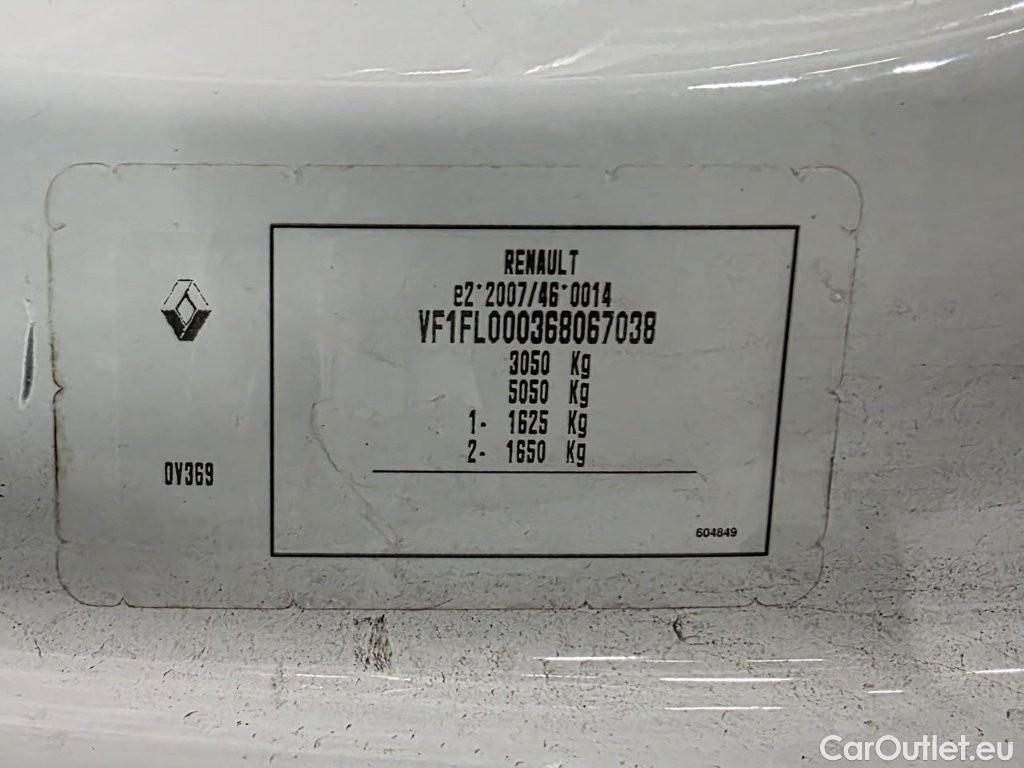 RENAULT
e2*2007/46*0014
VF1FL000368067038
3050 Kg
5050 Kg
1- 1625 Kg
2- 1650 Kg
0V369
604849
CarOutlet.eu